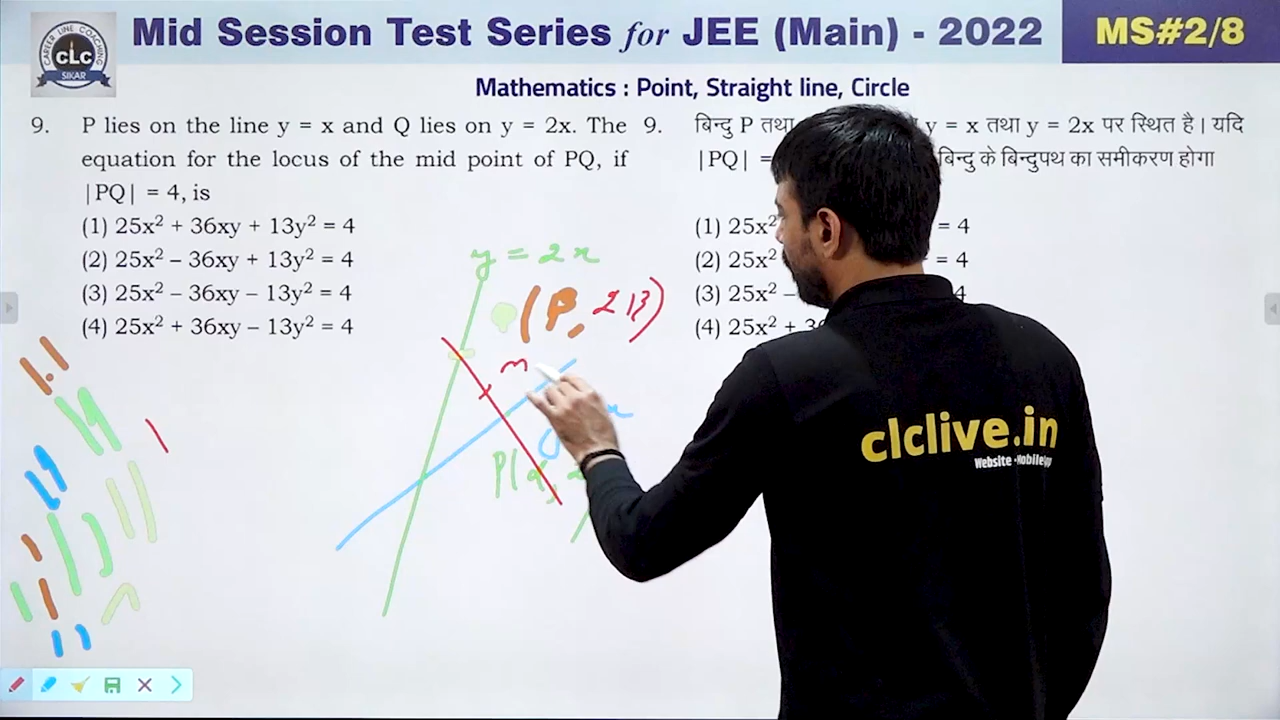 CAREER LINE COACHING
CLC
SIKAR
Mid Session Test Series for JEE (Main) - 2022
MS#2/8
Mathematics : Point, Straight line, Circle
9. P lies on the line y = x and Q lies on y = 2x. The
equation for the locus of the mid point of PQ, if
|PQ| = 4, is
(1) 25x² + 36xy + 13y² = 4
(2) 25x² – 36xy + 13y² = 4
(3) 25x² – 36xy – 13y² = 4
(4) 25x² + 36xy – 13y² = 4
9. बिन्दु P तथा y = x तथा y = 2x पर स्थित है। यदि
|PQ| = बिन्दु के बिन्दुपथ का समीकरण होगा
(1) 25x² = 4
(2) 25x² = 4
(3) 25x² – 4
(4) 25x² + 3
y = 2x
(β, 2β)
m
x
P(α,
clclive.in
Website - MobileApp